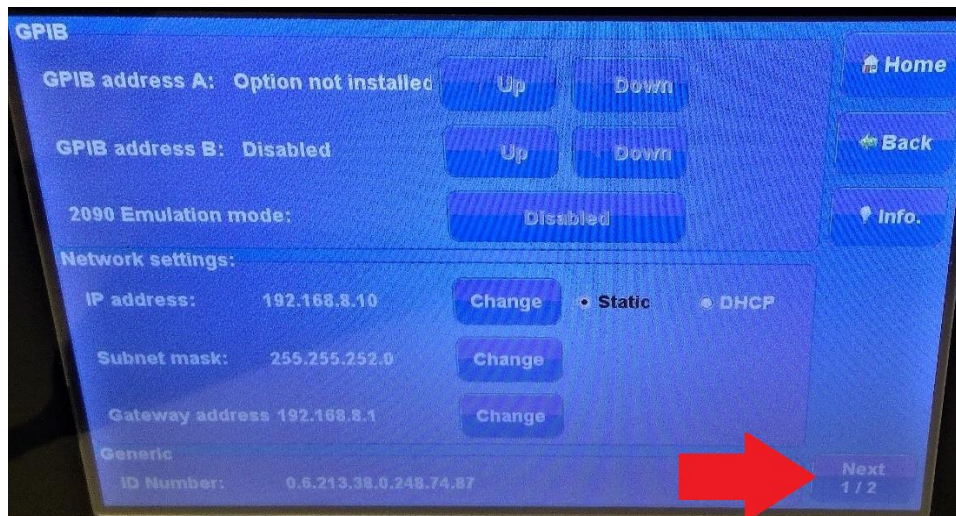 GPIB
GPIB address A: Option not installed Up Down
Home
GPIB address B: Disabled Up Down
Back
2090 Emulation mode: Disabled
Info.
Network settings:
IP address: 192.168.8.10 Change Static DHCP
Subnet mask: 255.255.252.0 Change
Gateway address 192.168.8.1 Change
Generic
ID Number: 0.6.213.38.0.248.74.87
Next
1 / 2